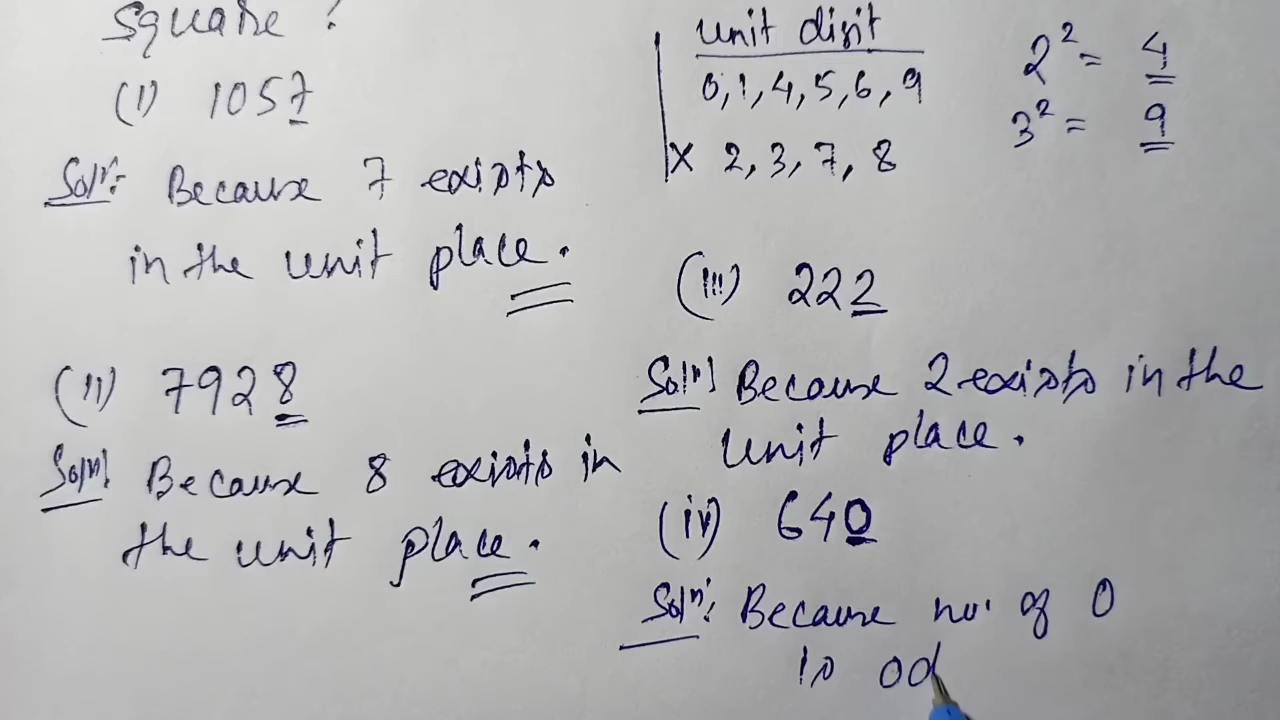 Square ?
(i) 1057
Soln: Because 7 exists
in the unit place.
(ii) 7928
Soln: Because 8 exists in
the unit place.
unit digit
0, 1, 4, 5, 6, 9
x 2, 3, 7, 8
2² = 4
3² = 9
(iii) 222
Soln: Because 2 exists in the
unit place.
(iv) 640
Soln: Because no. of 0
is od